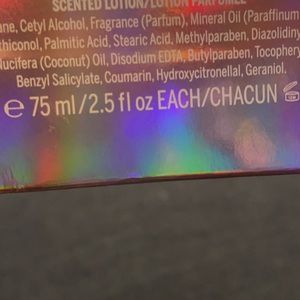 SCENTED LOTION/LOTION PARFUMÉE
ane, Cetyl Alcohol, Fragrance (Parfum), Mineral Oil (Paraffinum
thiconol, Palmitic Acid, Stearic Acid, Methylparaben, Diazolidiny
lucifera (Coconut) Oil, Disodium EDTA, Butylparaben, Tocophery
Benzyl Salicylate, Coumarin, Hydroxycitronellal, Geraniol.
e 75 ml/2.5 fl oz EACH/CHACUN